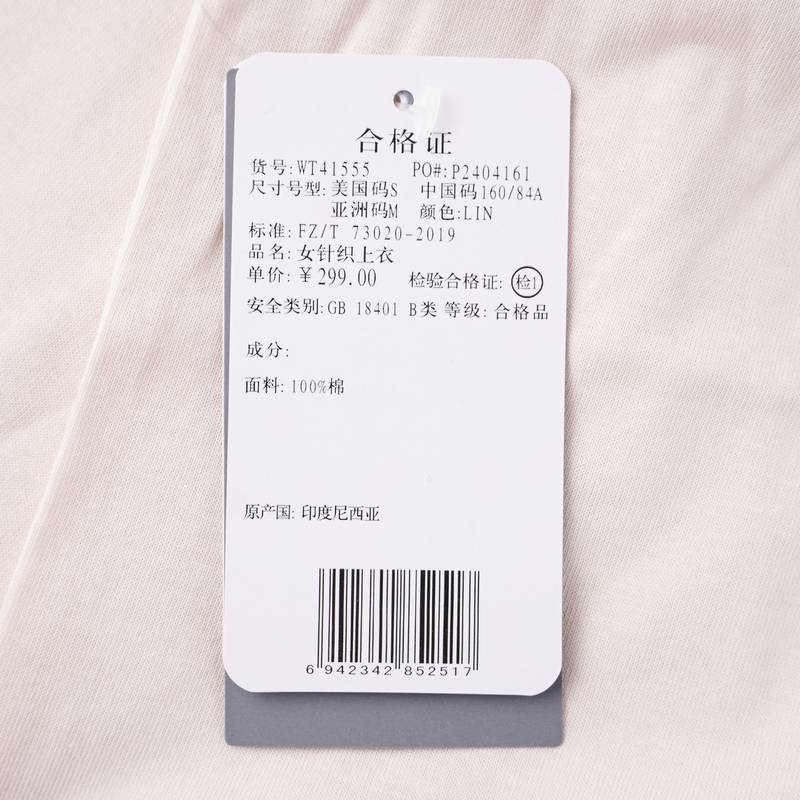 合格证
货号:WT41555 PO#:P2404161
尺寸号型:美国码S 中国码160/84A
亚洲码M 颜色:LIN
标准:FZ/T 73020-2019
品名:女针织上衣
单价:￥299.00 检验合格证:检1
安全类别:GB 18401 B类 等级:合格品
成分:
面料:100%棉
原产国:印度尼西亚
6 942342 852517